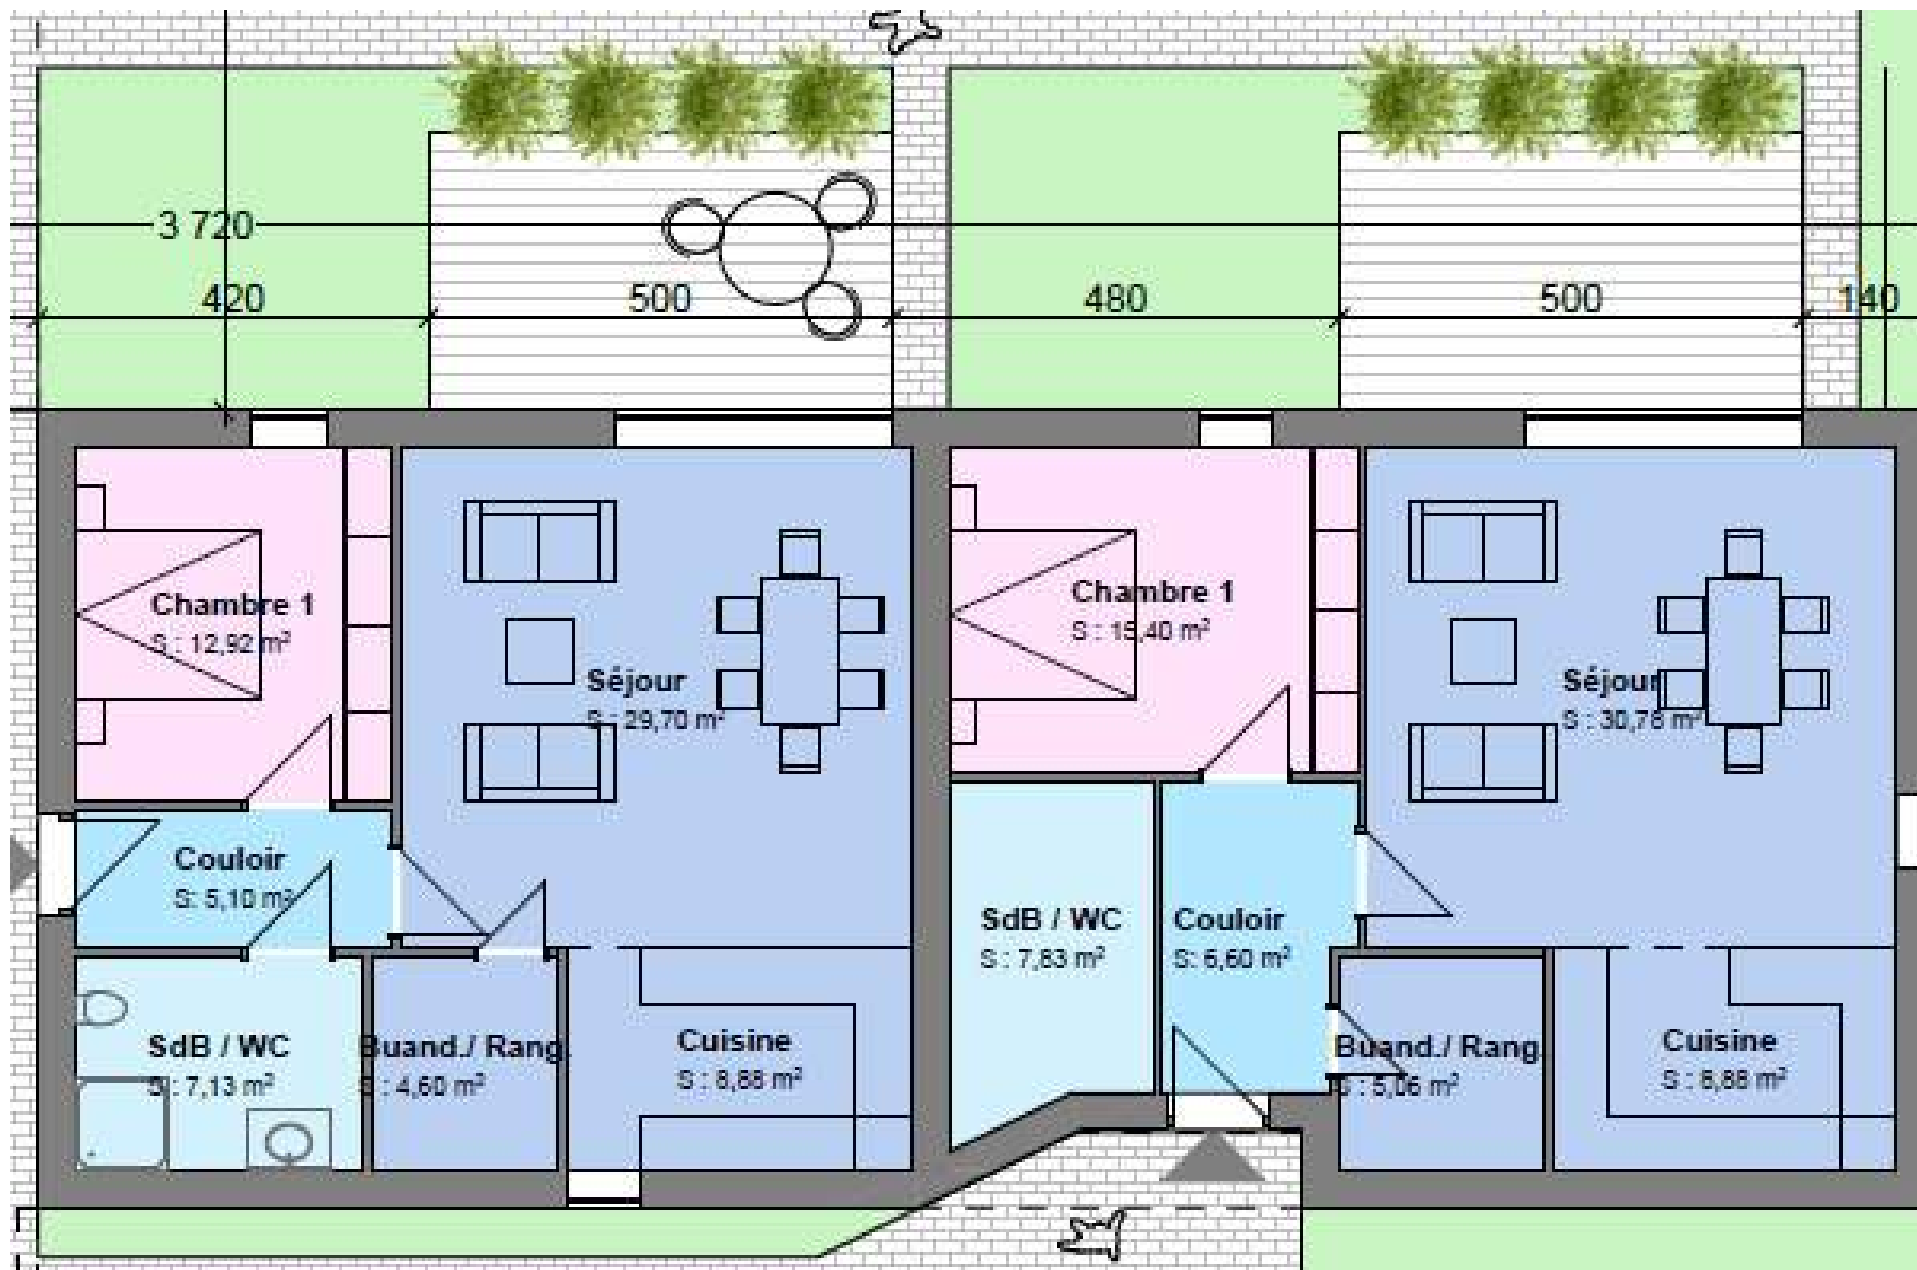 3 720
420
500
480
500
140
Chambre 1
S : 12,92 m²
Séjour
S : 29,70 m²
Chambre 1
S : 15,40 m²
Séjour
S : 30,78 m²
Couloir
S: 5,10 m²
SdB / WC
S : 7,83 m²
Couloir
S: 6,60 m²
SdB / WC
S : 7,13 m²
Buand./ Rang
S : 4,60 m²
Cuisine
S : 8,88 m²
Buand./ Rang
S : 5,06 m²
Cuisine
S : 8,88 m²